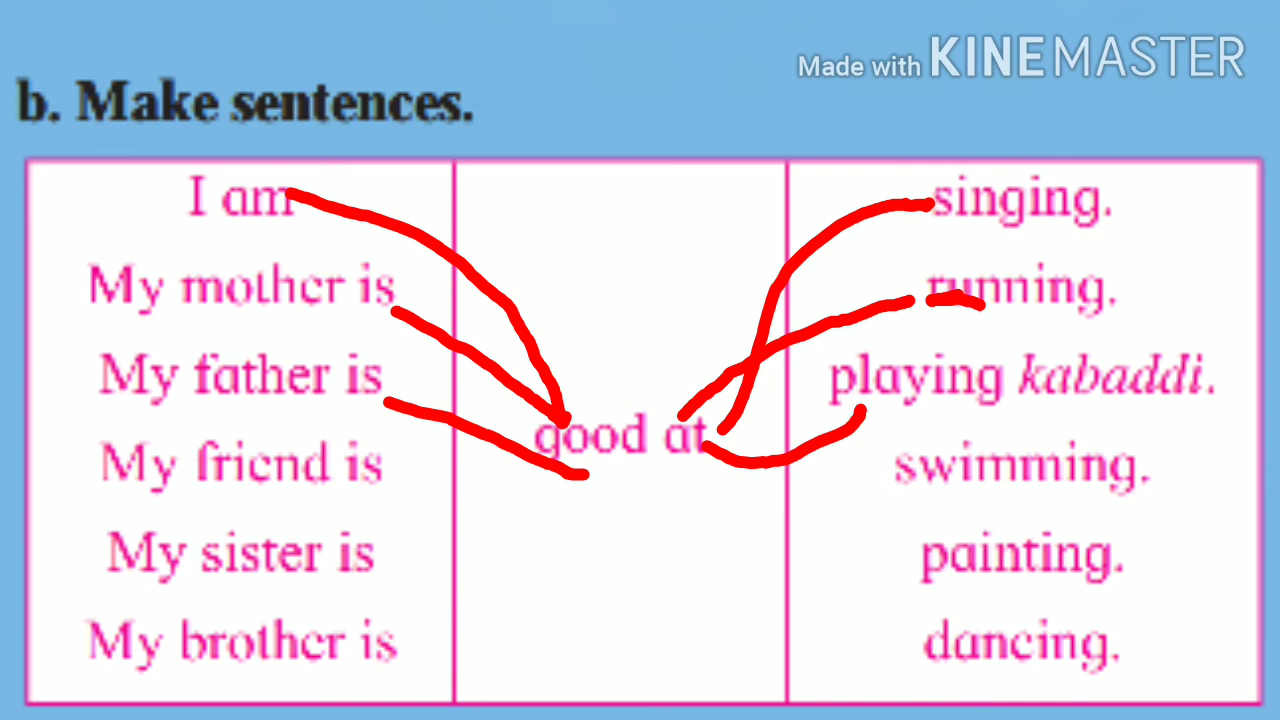 Made with KINEMASTER
b. Make sentences.
I am singing.
My mother is running.
My father is playing kabaddi.
good at
My friend is swimming.
My sister is painting.
My brother is dancing.